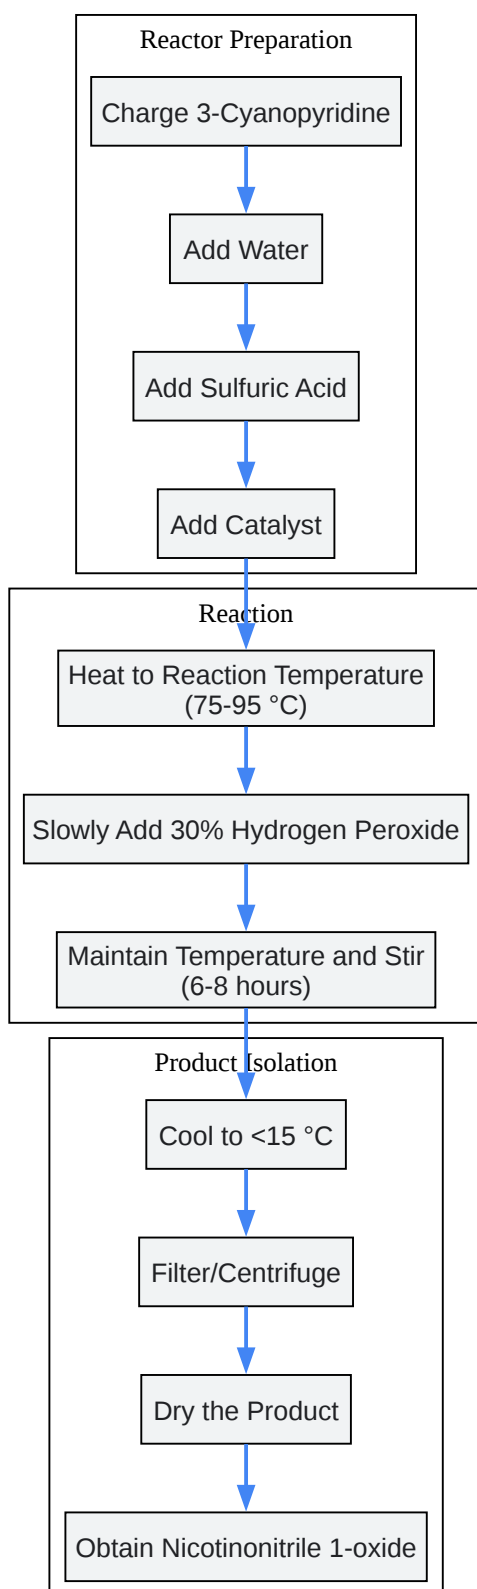 Reactor Preparation
Charge 3-Cyanopyridine
Add Water
Add Sulfuric Acid
Add Catalyst
Reaction
Heat to Reaction Temperature
(75-95 °C)
Slowly Add 30% Hydrogen Peroxide
Maintain Temperature and Stir
(6-8 hours)
Product Isolation
Cool to <15 °C
Filter/Centrifuge
Dry the Product
Obtain Nicotinonitrile 1-oxide